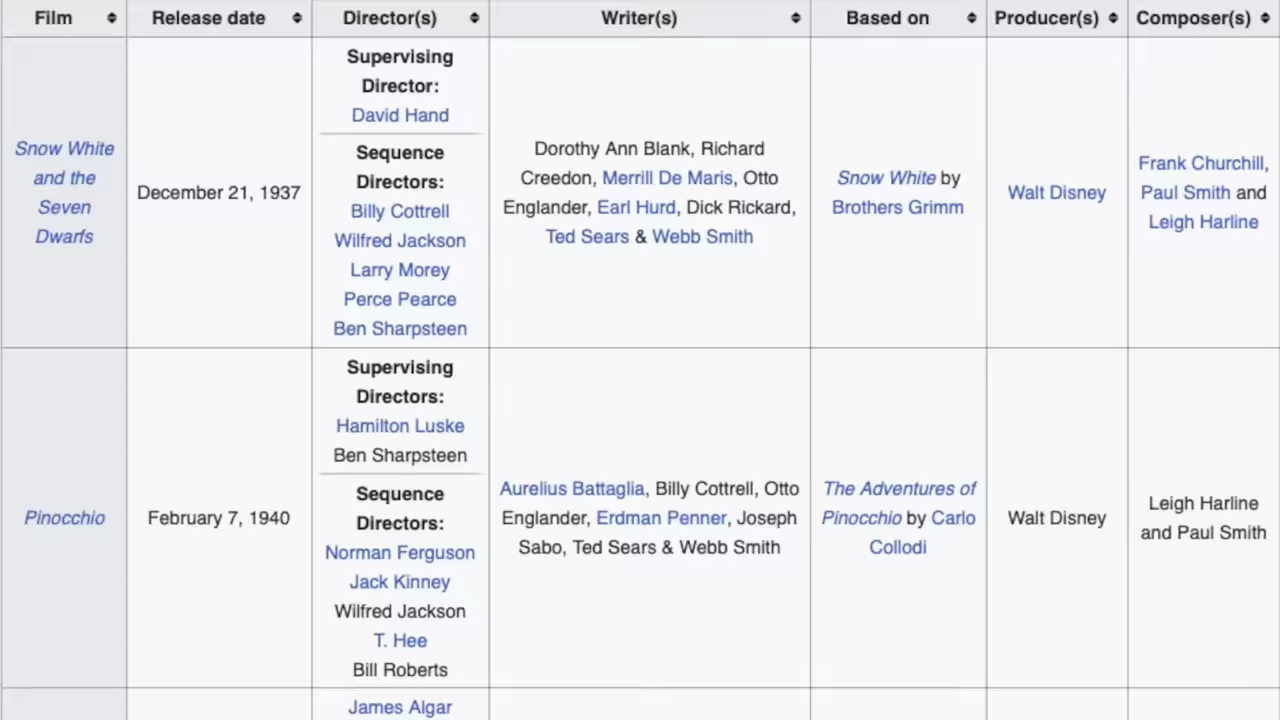 Film Release date Director(s) Writer(s) Based on Producer(s) Composer(s)
Snow White
and the
Seven
Dwarfs
December 21, 1937
Supervising
Director:
David Hand
Sequence
Directors:
Billy Cottrell
Wilfred Jackson
Larry Morey
Perce Pearce
Ben Sharpsteen
Dorothy Ann Blank, Richard
Creedon, Merrill De Maris, Otto
Englander, Earl Hurd, Dick Rickard,
Ted Sears & Webb Smith
Snow White by
Brothers Grimm
Walt Disney
Frank Churchill,
Paul Smith and
Leigh Harline
Pinocchio
February 7, 1940
Supervising
Directors:
Hamilton Luske
Ben Sharpsteen
Sequence
Directors:
Norman Ferguson
Jack Kinney
Wilfred Jackson
T. Hee
Bill Roberts
Aurelius Battaglia, Billy Cottrell, Otto
Englander, Erdman Penner, Joseph
Sabo, Ted Sears & Webb Smith
The Adventures of
Pinocchio by Carlo
Collodi
Walt Disney
Leigh Harline
and Paul Smith
James Algar